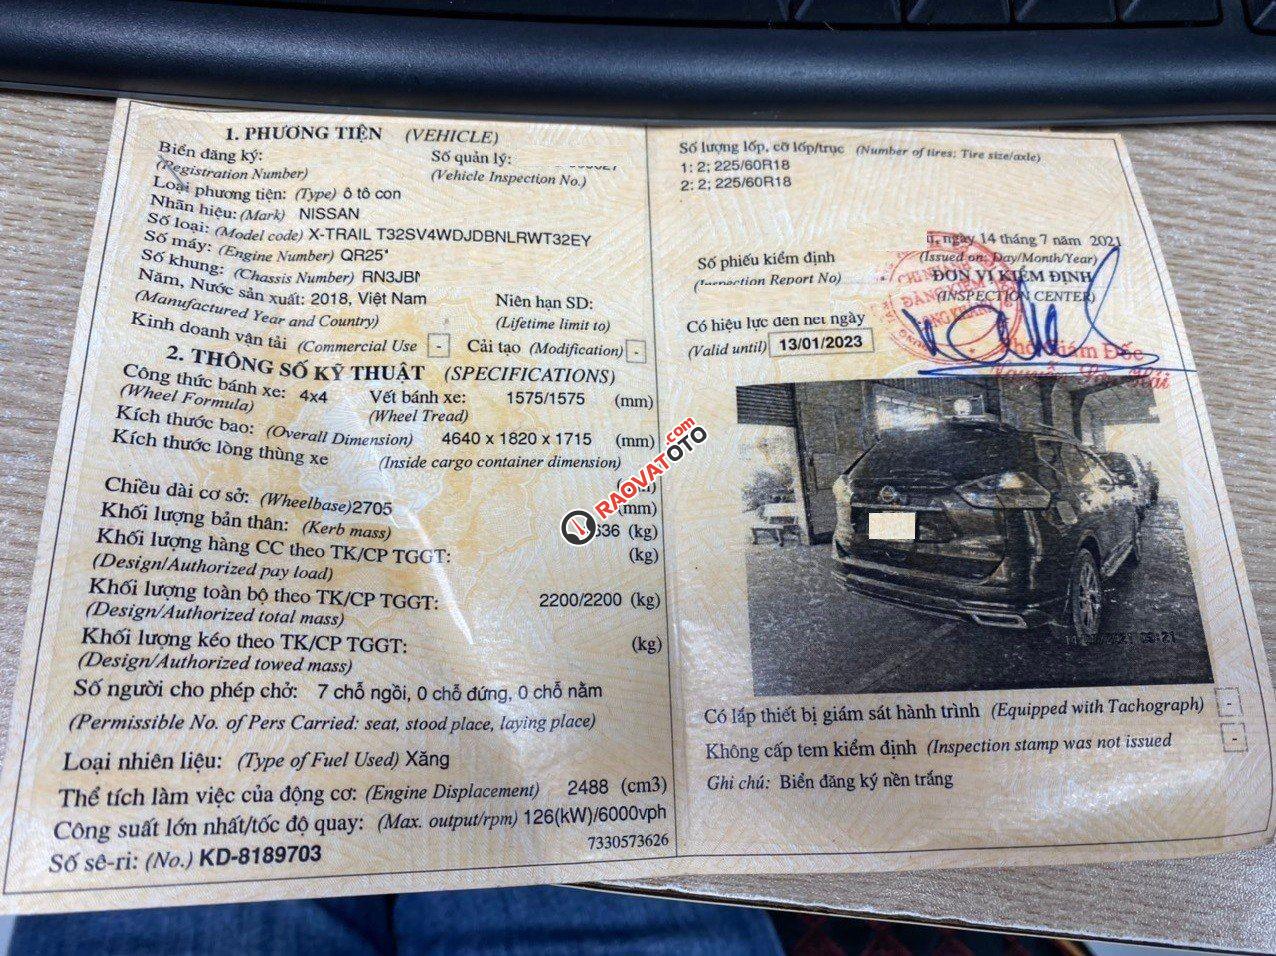 1. PHƯƠNG TIỆN (VEHICLE)
Biển đăng ký: Số quản lý:
(Registration Number) (Vehicle Inspection No.)
Loại phương tiện: (Type) ô tô con
Nhãn hiệu: (Mark) NISSAN
Số loại: (Model code) X-TRAIL T32SV4WDJDBNLRWT32EY
Số máy: (Engine Number) QR25
Số khung: (Chassis Number) RN3JB
Năm, Nước sản xuất: 2018, Việt Nam Niên hạn SD:
(Manufactured Year and Country) (Lifetime limit to)
Kinh doanh vận tải (Commercial Use - Cải tạo (Modification) -
2. THÔNG SỐ KỸ THUẬT (SPECIFICATIONS)
Công thức bánh xe: 4x4 Vết bánh xe: 1575/1575 (mm)
(Wheel Formula) (Wheel Tread)
Kích thước bao: (Overall Dimension) 4640 x 1820 x 1715 (mm)
Kích thước lòng thùng xe (Inside cargo container dimension)
(mm)
Chiều dài cơ sở: (Wheelbase) 2705 (mm)
Khối lượng bản thân: (Kerb mass) 636 (kg)
Khối lượng hàng CC theo TK/CP TGGT: (kg)
(Design/Authorized pay load)
Khối lượng toàn bộ theo TK/CP TGGT: 2200/2200 (kg)
(Design/Authorized total mass)
Khối lượng kéo theo TK/CP TGGT: (kg)
(Design/Authorized towed mass)
Số người cho phép chở: 7 chỗ ngồi, 0 chỗ đứng, 0 chỗ nằm
(Permissible No. of Pers Carried: seat, stood place, laying place)
Loại nhiên liệu: (Type of Fuel Used) Xăng
Thể tích làm việc của động cơ: (Engine Displacement) 2488 (cm3)
Công suất lớn nhất/tốc độ quay: (Max. output/rpm) 126(kW)/6000vph
7330573626
Số sê-ri: (No.) KD-8189703
Số lượng lốp, cỡ lốp/trục (Number of tires; Tire size/axle)
1: 2; 225/60R18
2: 2; 225/60R18
ngày 14 tháng 7 năm 2021
Số phiếu kiểm định (Issued on: Day/Month/Year)
(Inspection Report No) ĐƠN VỊ KIỂM ĐỊNH
(INSPECTION CENTER)
ĐĂNG KIỂM
Có hiệu lực đến hết ngày
(Valid until) 13/01/2023
Phó Giám Đốc
RAOVATOTO.com
Có lắp thiết bị giám sát hành trình (Equipped with Tachograph) -
Không cấp tem kiểm định (Inspection stamp was not issued -
Ghi chú: Biển đăng ký nền trắng